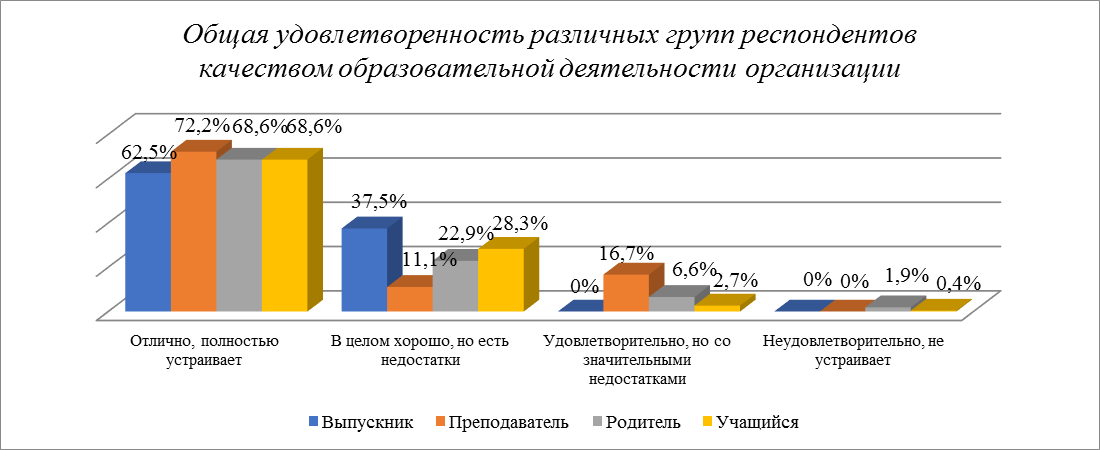 Общая удовлетворенность различных групп респондентов
качеством образовательной деятельности организации
62,5% 72,2% 68,6% 68,6%
37,5% 11,1% 22,9% 28,3%
0% 16,7% 6,6% 2,7%
0% 0% 1,9% 0,4%
Отлично, полностью
устраивает
В целом хорошо, но есть
недостатки
Удовлетворительно, но со
значительными
недостатками
Неудовлетворительно, не
устраивает
Выпускник Преподаватель Родитель Учащийся